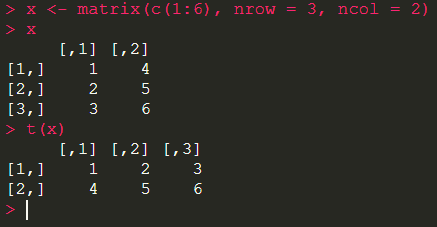 > x <- matrix(c(1:6), nrow = 3, ncol = 2)
> x
     [,1] [,2]
[1,]    1    4
[2,]    2    5
[3,]    3    6
> t(x)
     [,1] [,2] [,3]
[1,]    1    2    3
[2,]    4    5    6
>